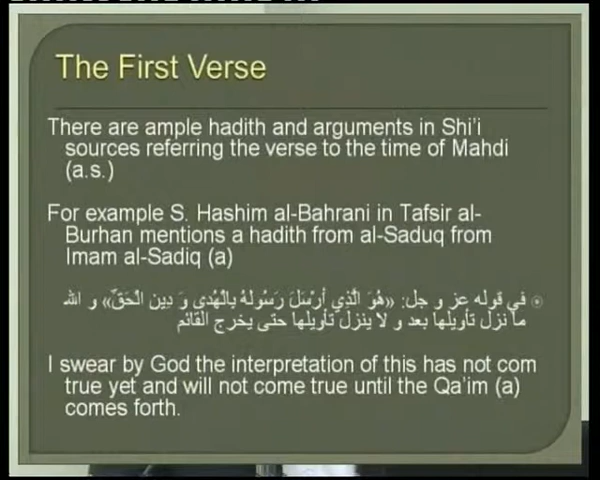 The First Verse
There are ample hadith and arguments in Shi'i
sources referring the verse to the time of Mahdi
(a.s.)
For example S. Hashim al-Bahrani in Tafsir al-
Burhan mentions a hadith from al-Saduq from
Imam al-Sadiq (a)
في قوله عز و جل: «هُوَ الَّذِي أَرْسَلَ رَسُولَهُ بِالْهُدى وَ دِينِ الْحَقِّ» و الله
ما نزل تأويلها بعد و لا ينزل تأويلها حتى يخرج القائم
I swear by God the interpretation of this has not com
true yet and will not come true until the Qa'im (a)
comes forth.